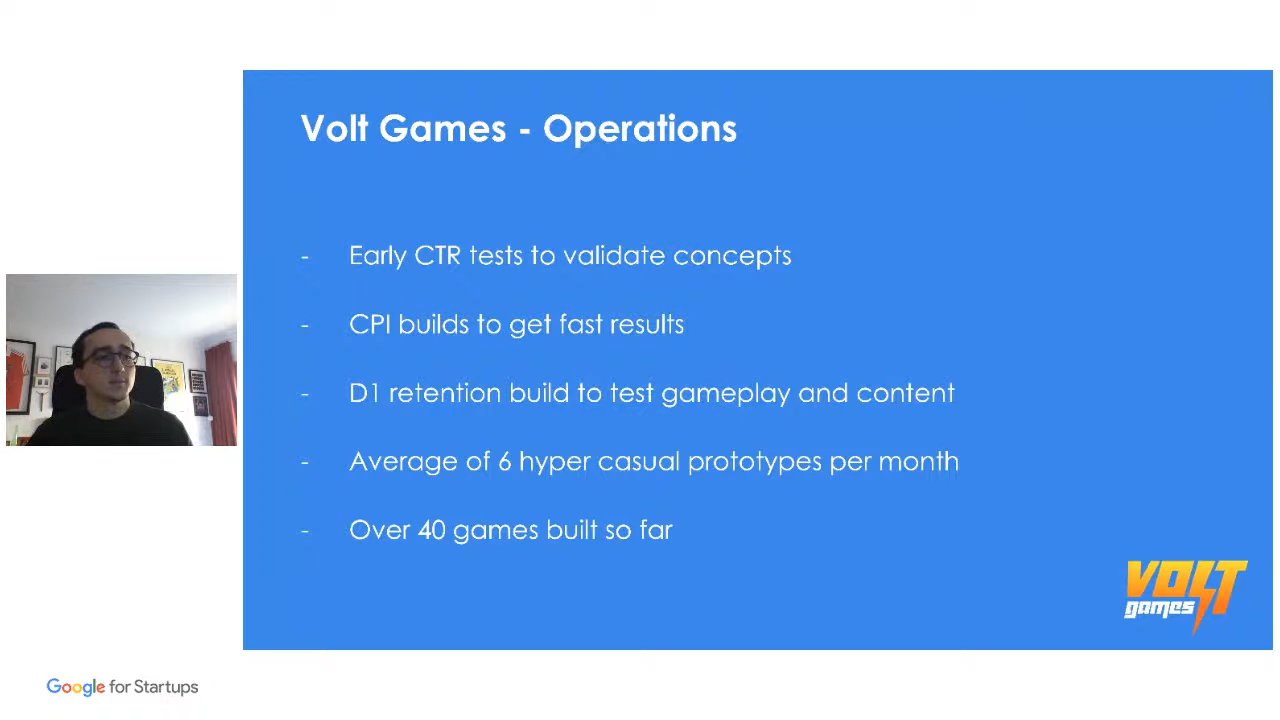 Volt Games - Operations
- Early CTR tests to validate concepts
- CPI builds to get fast results
- D1 retention build to test gameplay and content
- Average of 6 hyper casual prototypes per month
- Over 40 games built so far
VOLT
games
Google for Startups